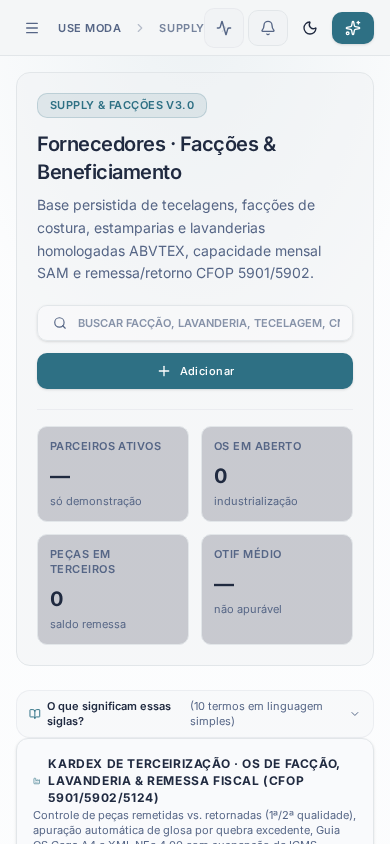 USE MODA > SUPPLY
SUPPLY & FACÇÕES V3.0
Fornecedores · Facções &
Beneficiamento
Base persistida de tecelagens, facções de
costura, estamparias e lavanderias
homologadas ABVTEX, capacidade mensal
SAM e remessa/retorno CFOP 5901/5902.
BUSCAR FACÇÃO, LAVANDERIA, TECELAGEM, 
+ Adicionar
PARCEIROS ATIVOS
—
só demonstração
OS EM ABERTO
0
industrialização
PEÇAS EM
TERCEIROS
0
saldo remessa
OTIF MÉDIO
—
não apurável
O que significam essas
siglas?
(10 termos em linguagem
simples)
KARDEX DE TERCEIRIZAÇÃO · OS DE FACÇÃO,
LAVANDERIA & REMESSA FISCAL (CFOP
5901/5902/5124)
Controle de peças remetidas vs. retornadas (1ª/2ª qualidade),
apuração automática de glosa por quebra excedente, Guia